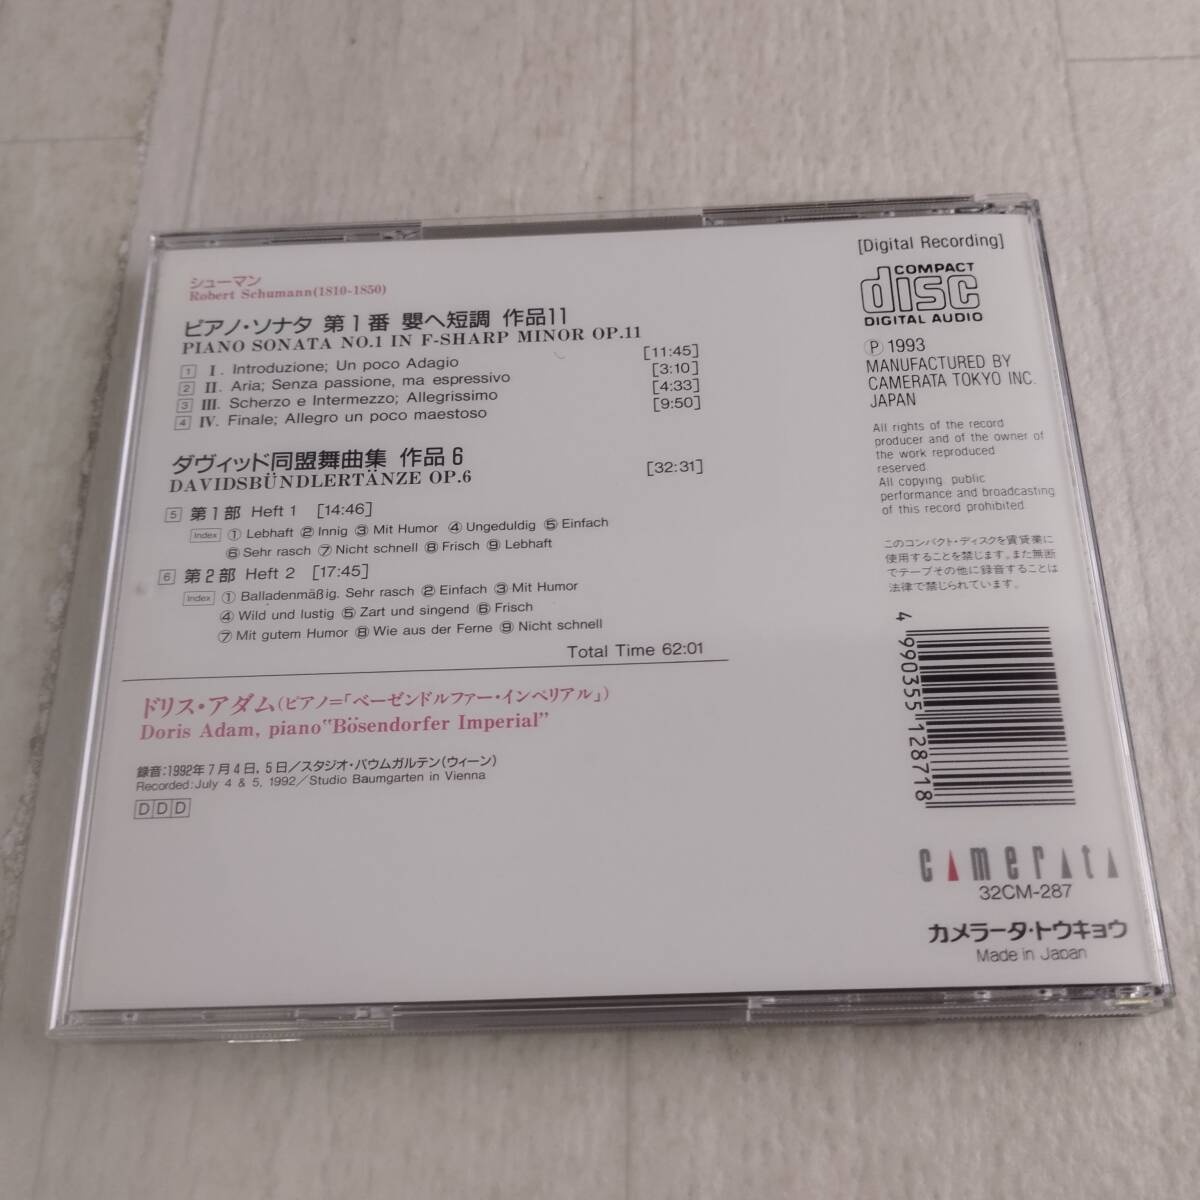 シューマン
Robert Schumann(1810-1850)
ピアノ・ソナタ 第1番 嬰ヘ短調 作品11
PIANO SONATA NO.1 IN F-SHARP MINOR OP.11
1 I. Introduzione; Un poco Adagio [11:45]
2 II. Aria; Senza passione, ma espressivo [3:10]
3 III. Scherzo e Intermezzo; Allegrissimo [4:33]
4 IV. Finale; Allegro un poco maestoso [9:50]
ダヴィッド同盟舞曲集 作品6
DAVIDSBÜNDLERTÄNZE OP.6 [32:31]
5 第1部 Heft 1 [14:46]
Index ① Lebhaft ② Innig ③ Mit Humor ④ Ungeduldig ⑤ Einfach
⑥ Sehr rasch ⑦ Nicht schnell ⑧ Frisch ⑨ Lebhaft
6 第2部 Heft 2 [17:45]
Index ① Balladenmäßig. Sehr rasch ② Einfach ③ Mit Humor
④ Wild und lustig ⑤ Zart und singend ⑥ Frisch
⑦ Mit gutem Humor ⑧ Wie aus der Ferne ⑨ Nicht schnell
Total Time 62:01
ドリス・アダム(ピアノ=「ベーゼンドルファー・インペリアル」)
Doris Adam, piano"Bösendorfer Imperial"
録音:1992年7月4日,5日/スタジオ・バウムガルテン(ウィーン)
Recorded:July 4 & 5, 1992/Studio Baumgarten in Vienna
DDD
[Digital Recording]
COMPACT
disc
DIGITAL AUDIO
Ⓟ 1993
MANUFACTURED BY
CAMERATA TOKYO INC.
JAPAN
All rights of the record
producer and of the owner of
the work reproduced
reserved.
All copying, public
performance and broadcasting
of this record prohibited.
このコンパクト・ディスクを賃貸業に
使用することを禁じます。また無断
でテープその他に録音することは
法律で禁じられています。
4 990355 128718
camerata
32CM-287
カメラータ・トウキョウ
Made in Japan